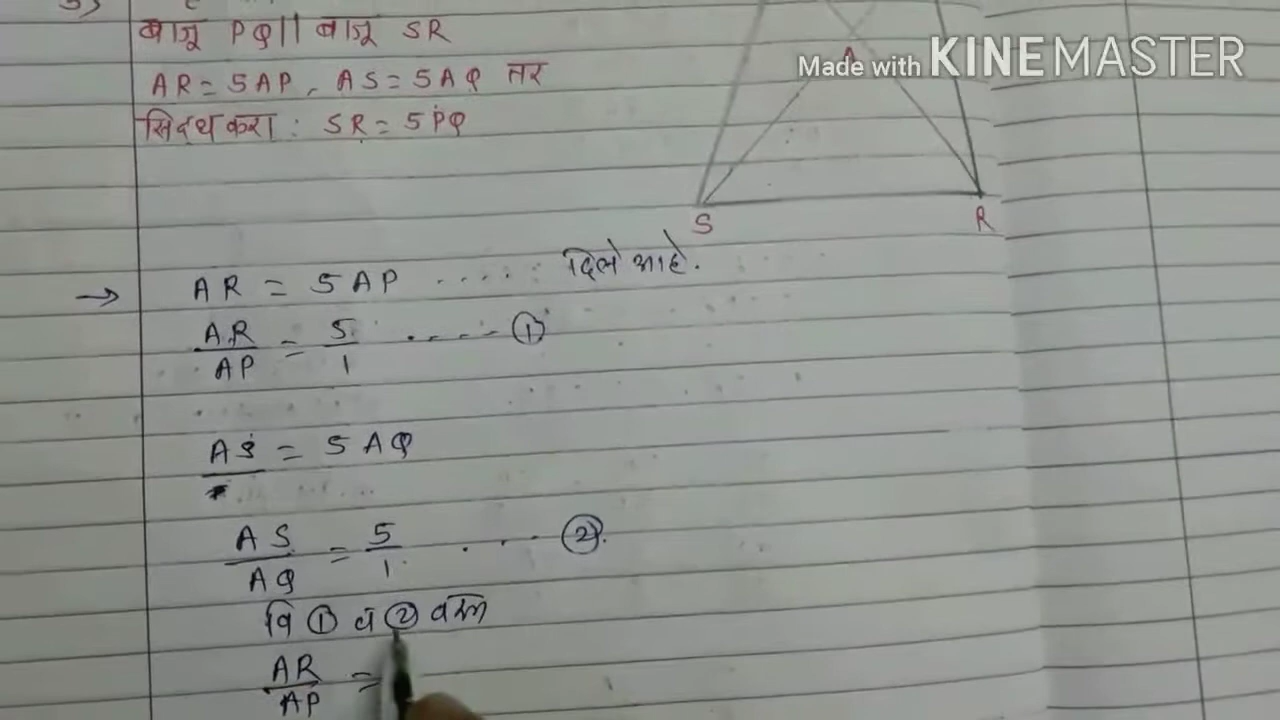 बाजू PQ || बाजू SR
AR = 5AP, AS = 5AQ तर
सिद्ध करा : SR = 5PQ
A
Made with KINEMASTER
S
R
→ AR = 5AP ..... दिले आहे.
AR/AP = 5/1 ..... ①
AS = 5AQ
AS/AQ = 5/1 .... ②
वि ① व ② वरून
AR/AP =